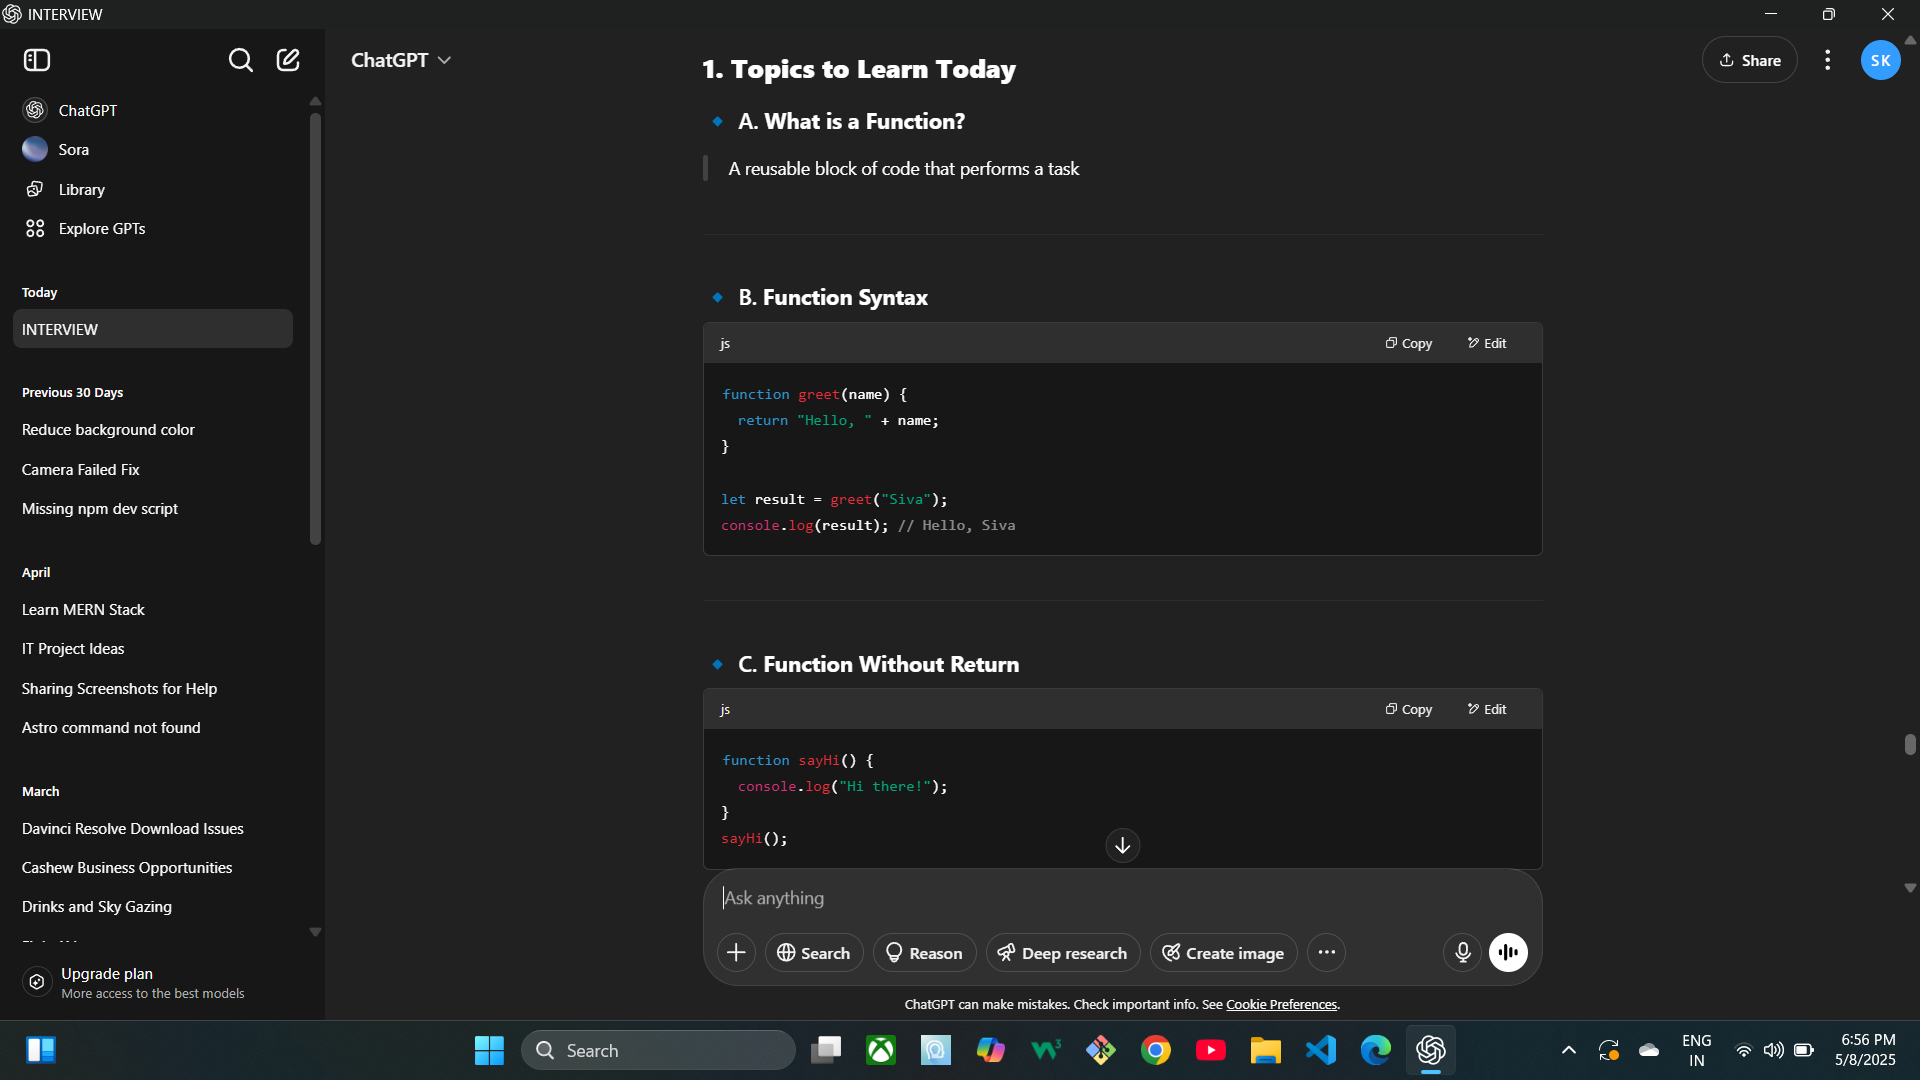 INTERVIEW
ChatGPT
Share
SK
ChatGPT
Sora
Library
Explore GPTs
Today
INTERVIEW
Previous 30 Days
Reduce background color
Camera Failed Fix
Missing npm dev script
April
Learn MERN Stack
IT Project Ideas
Sharing Screenshots for Help
Astro command not found
March
Davinci Resolve Download Issues
Cashew Business Opportunities
Drinks and Sky Gazing
Upgrade plan
More access to the best models
1. Topics to Learn Today
A. What is a Function?
A reusable block of code that performs a task
B. Function Syntax
js
Copy
Edit
function greet(name) {
  return "Hello, " + name;
}
let result = greet("Siva");
console.log(result); // Hello, Siva
C. Function Without Return
js
Copy
Edit
function sayHi() {
  console.log("Hi there!");
}
sayHi();
Ask anything
Search
Reason
Deep research
Create image
ChatGPT can make mistakes. Check important info. See Cookie Preferences.
Search
ENG
IN
6:56 PM
5/8/2025